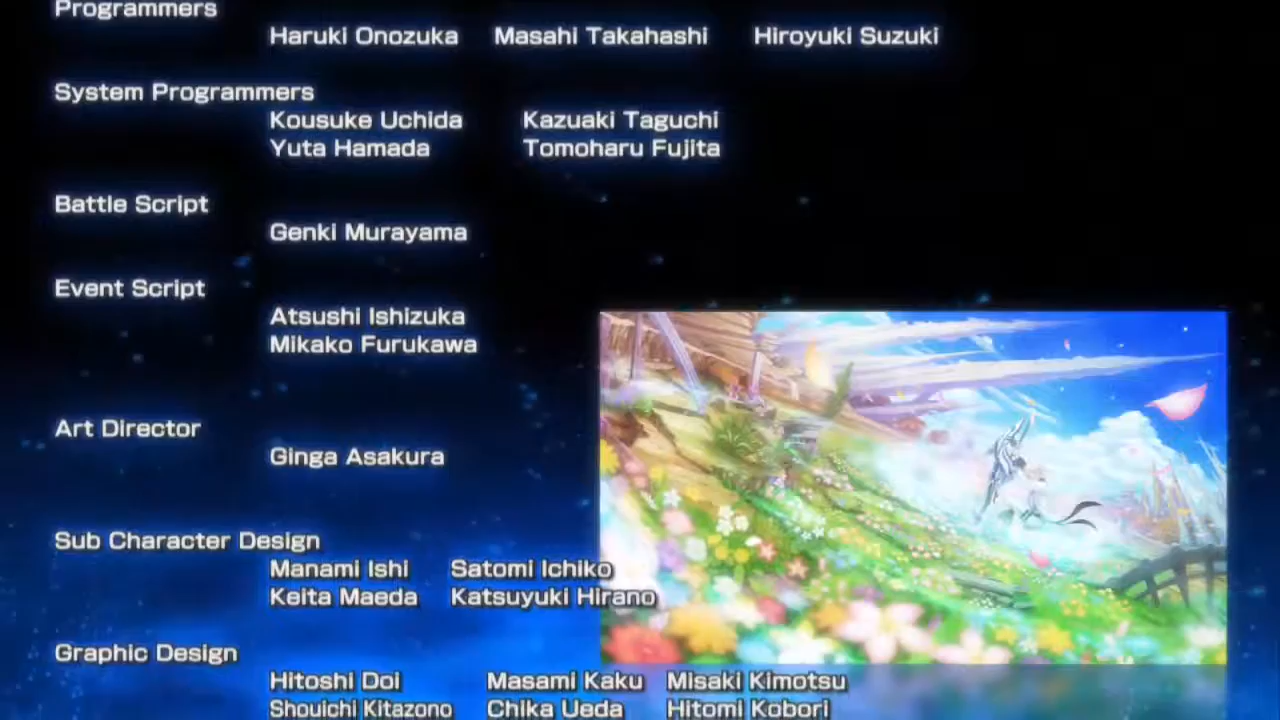 Programmers
Haruki Onozuka Masahi Takahashi Hiroyuki Suzuki
System Programmers
Kousuke Uchida Kazuaki Taguchi
Yuta Hamada Tomoharu Fujita
Battle Script
Genki Murayama
Event Script
Atsushi Ishizuka
Mikako Furukawa
Art Director
Ginga Asakura
Sub Character Design
Manami Ishi Satomi Ichiko
Keita Maeda Katsuyuki Hirano
Graphic Design
Hitoshi Doi Masami Kaku Misaki Kimotsu
Shouichi Kitazono Chika Ueda Hitomi Kobori